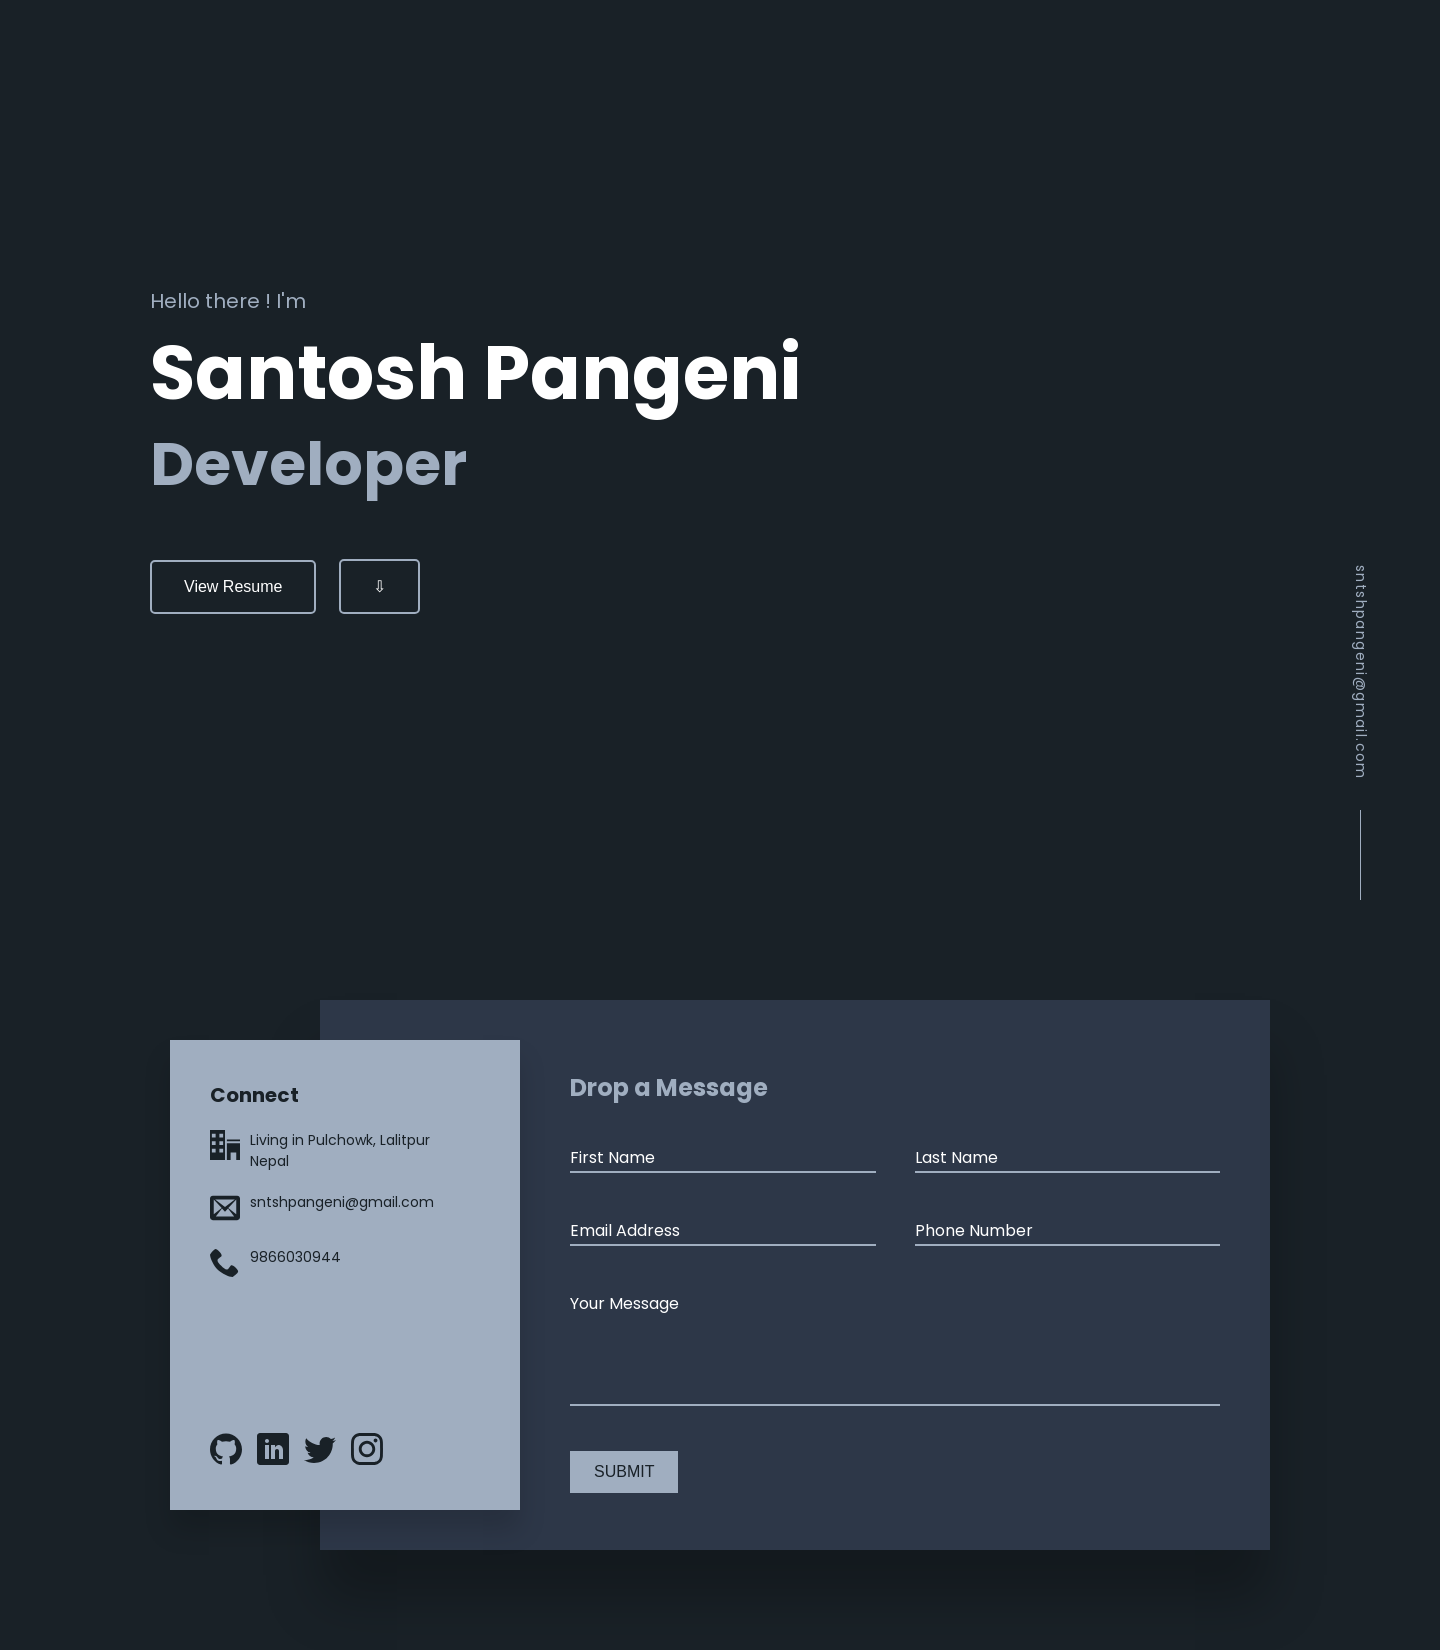 Hello there ! I'm
Santosh Pangeni
Developer
View Resume
⇩
sntshpangeni@gmail.com
Connect
Living in Pulchowk, Lalitpur
Nepal
sntshpangeni@gmail.com
9866030944
Drop a Message
First Name
Last Name
Email Address
Phone Number
Your Message
SUBMIT